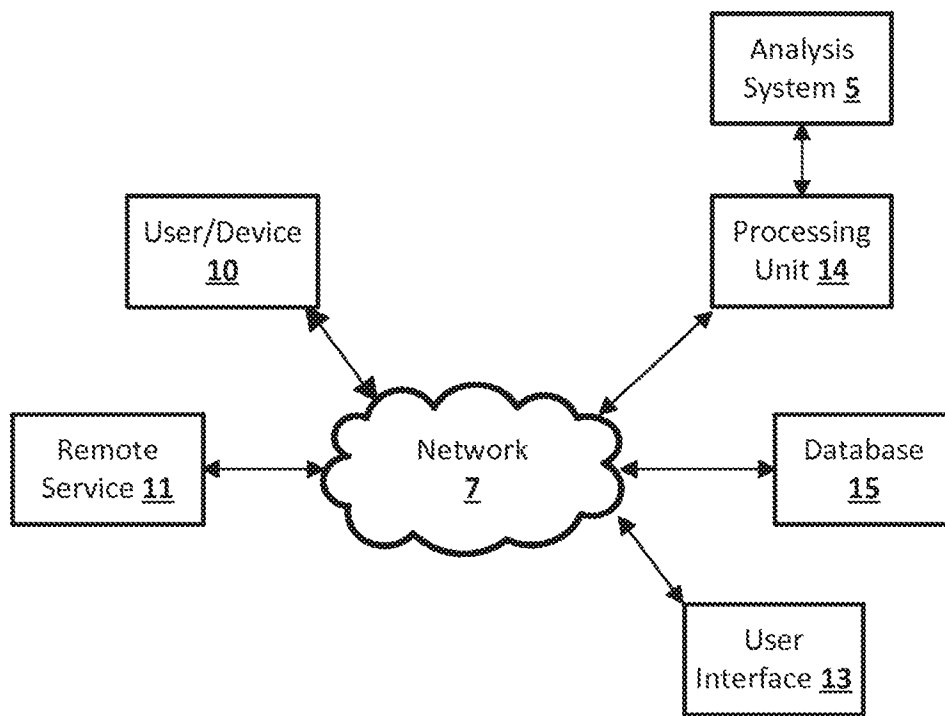 Analysis
System 5
User/Device
10
Processing
Unit 14
Remote
Service 11
Network
7
Database
15
User
Interface 13